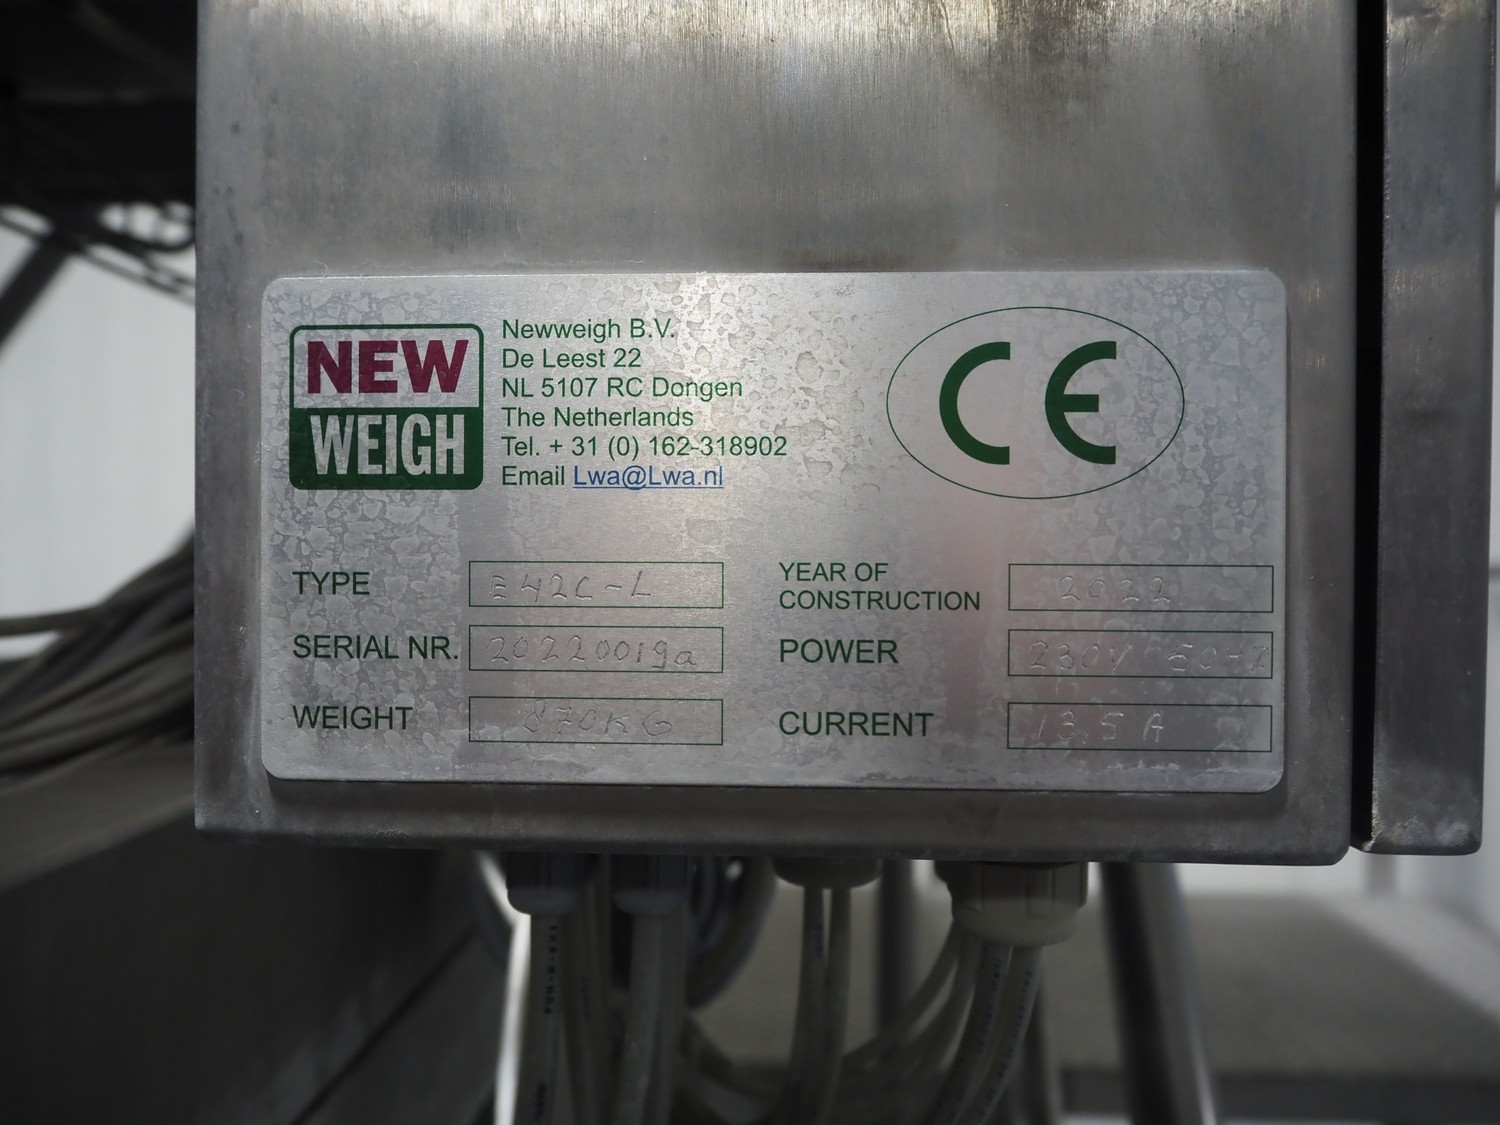 NEW
WEIGH
Newweigh B.V.
De Leest 22
NL 5107 RC Dongen
The Netherlands
Tel. + 31 (0) 162-318902
Email Lwa@Lwa.nl
CE
TYPE E42C-L
SERIAL NR. 20220019a
WEIGHT 870KG
YEAR OF
CONSTRUCTION 2022
POWER 230V 50HZ
CURRENT 13,5 A